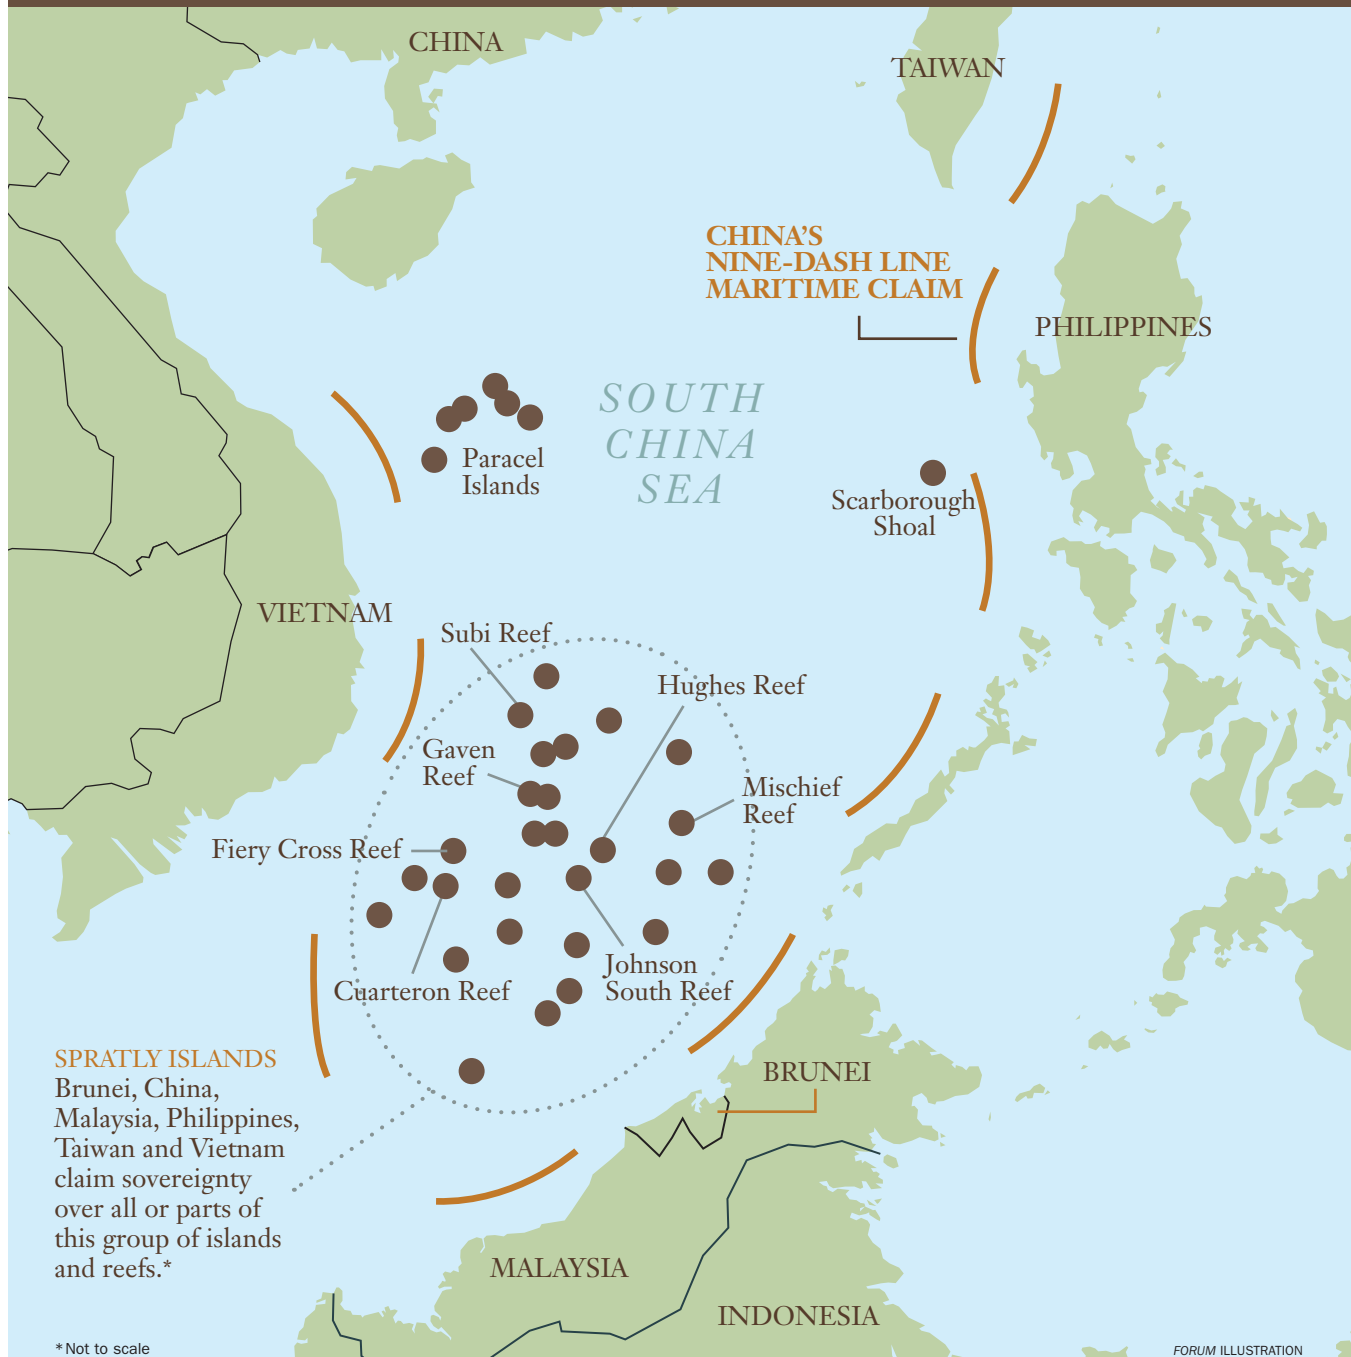 CHINA
TAIWAN
CHINA'S
NINE-DASH LINE
MARITIME CLAIM
PHILIPPINES
SOUTH
CHINA
SEA
Paracel
Islands
Scarborough
Shoal
VIETNAM
Subi Reef
Hughes Reef
Gaven
Reef
Mischief
Reef
Fiery Cross Reef
Johnson
South Reef
Cuarteron Reef
SPRATLY ISLANDS
Brunei, China,
Malaysia, Philippines,
Taiwan and Vietnam
claim sovereignty
over all or parts of
this group of islands
and reefs.*
BRUNEI
MALAYSIA
INDONESIA
*Not to scale
FORUM ILLUSTRATION